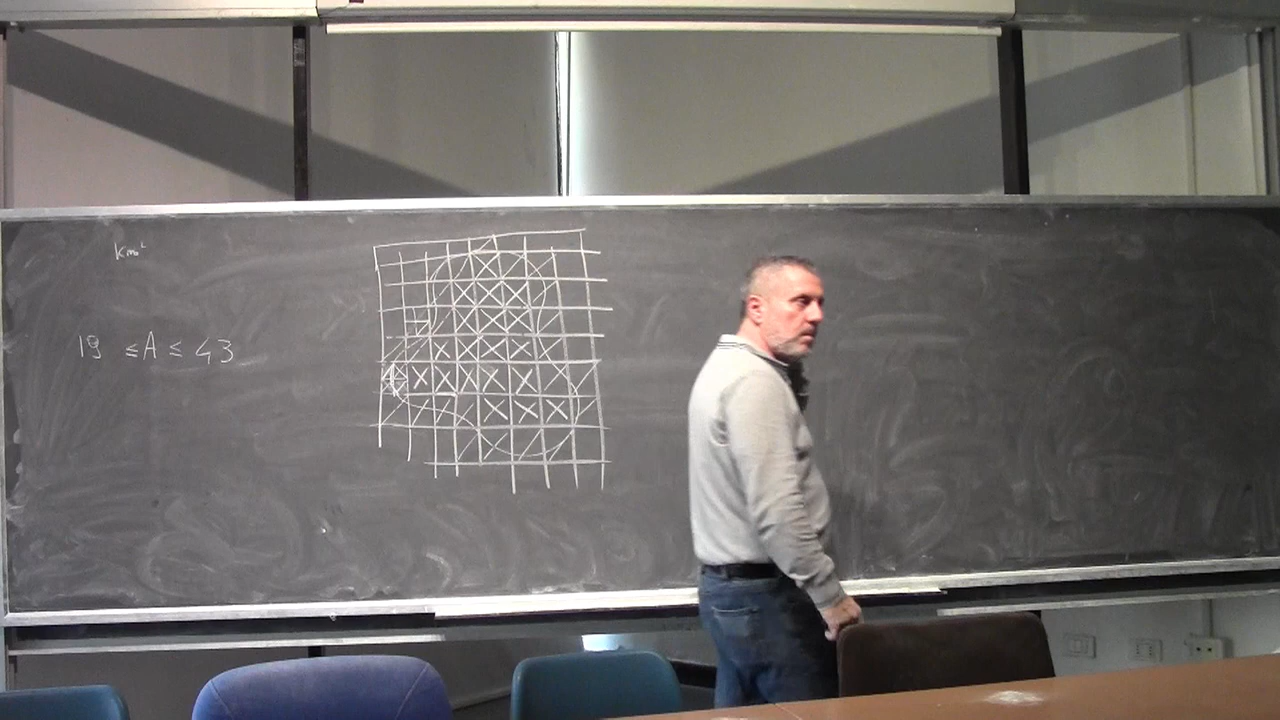 km²
19 ≤ A ≤ 43